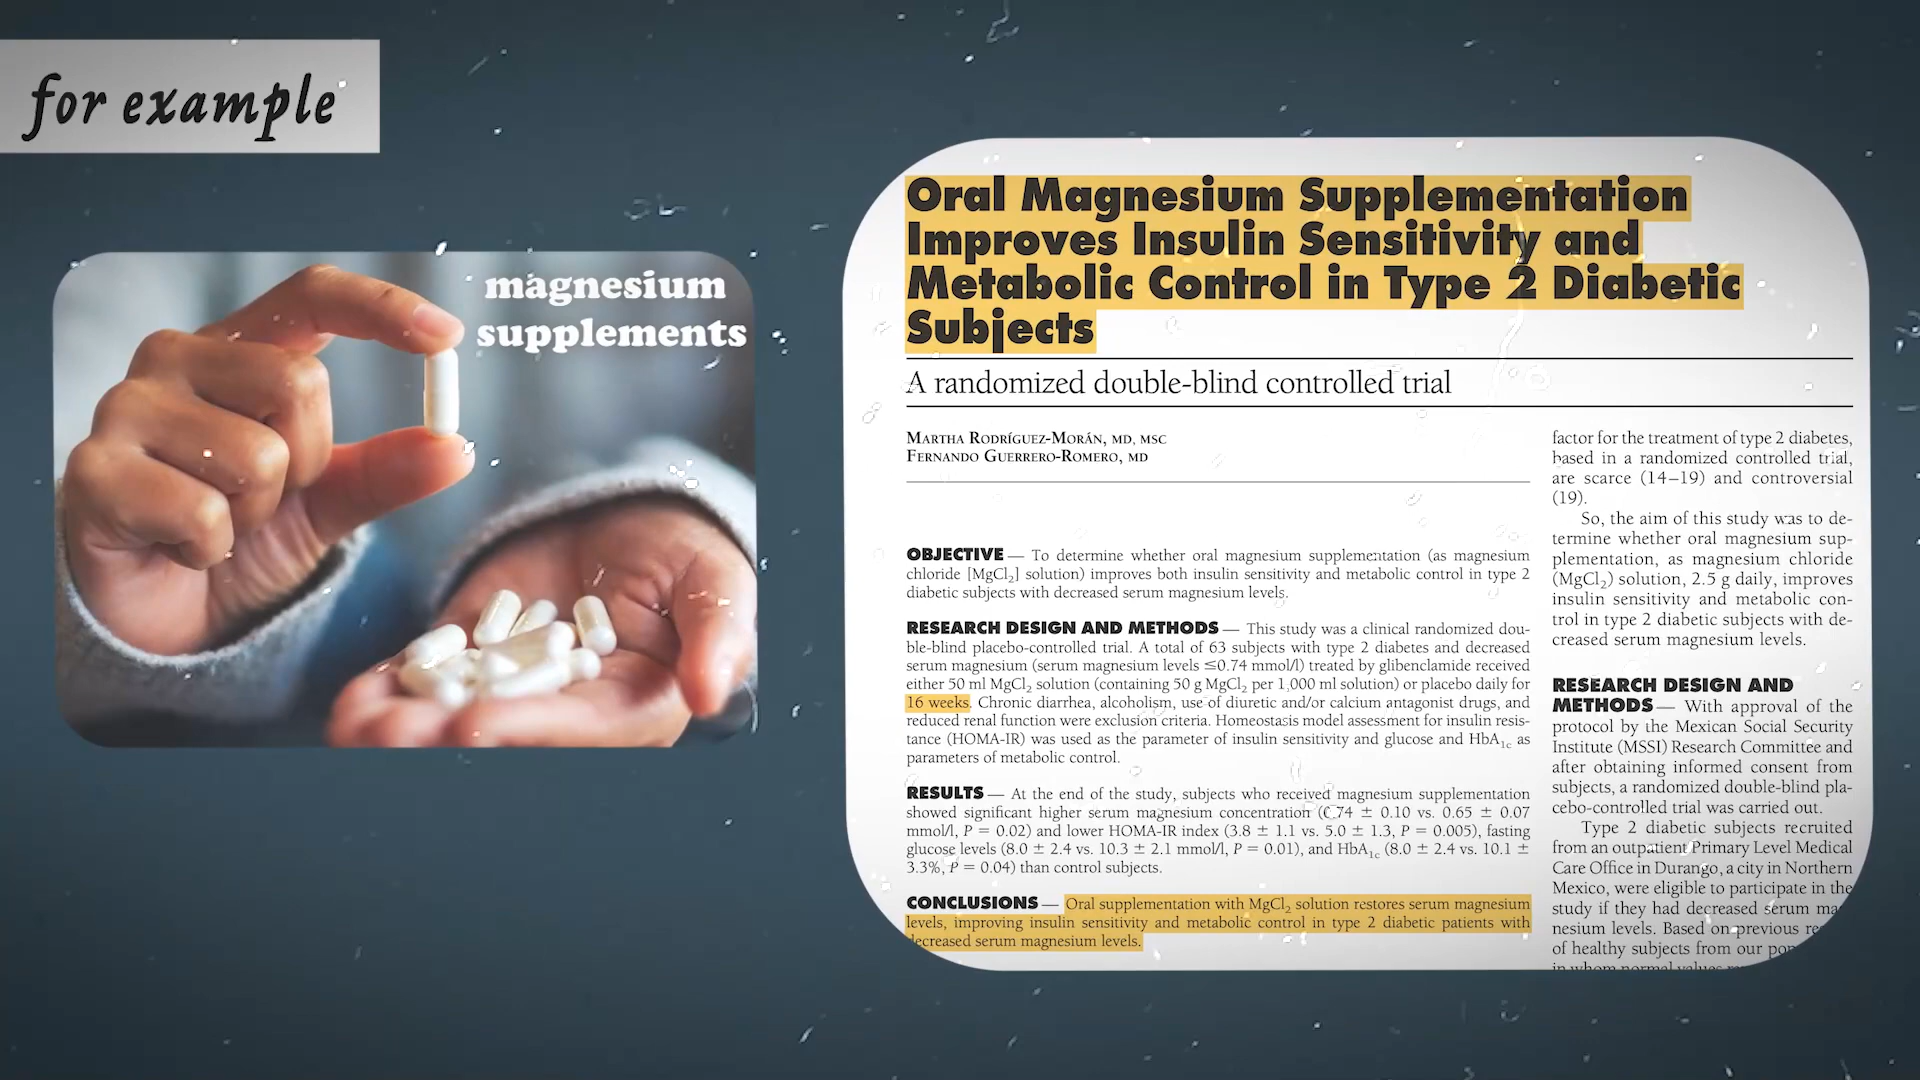 for example
magnesium
supplements
Oral Magnesium Supplementation
Improves Insulin Sensitivity and
Metabolic Control in Type 2 Diabetic
Subjects
A randomized double-blind controlled trial
MARTHA RODRÍGUEZ-MORÁN, MD, MSC
FERNANDO GUERRERO-ROMERO, MD
OBJECTIVE — To determine whether oral magnesium supplementation (as magnesium
chloride [MgCl₂] solution) improves both insulin sensitivity and metabolic control in type 2
diabetic subjects with decreased serum magnesium levels.
RESEARCH DESIGN AND METHODS — This study was a clinical randomized dou-
ble-blind placebo-controlled trial. A total of 63 subjects with type 2 diabetes and decreased
serum magnesium (serum magnesium levels ≤0.74 mmol/l) treated by glibenclamide received
either 50 ml MgCl₂ solution (containing 50 g MgCl₂ per 1,000 ml solution) or placebo daily for
16 weeks. Chronic diarrhea, alcoholism, use of diuretic and/or calcium antagonist drugs, and
reduced renal function were exclusion criteria. Homeostasis model assessment for insulin resis-
tance (HOMA-IR) was used as the parameter of insulin sensitivity and glucose and HbA1c as
parameters of metabolic control.
RESULTS — At the end of the study, subjects who received magnesium supplementation
showed significant higher serum magnesium concentration (0.74 ± 0.10 vs. 0.65 ± 0.07
mmol/l, P = 0.02) and lower HOMA-IR index (3.8 ± 1.1 vs. 5.0 ± 1.3, P = 0.005), fasting
glucose levels (8.0 ± 2.4 vs. 10.3 ± 2.1 mmol/l, P = 0.01), and HbA1c (8.0 ± 2.4 vs. 10.1 ±
3.3%, P = 0.04) than control subjects.
CONCLUSIONS — Oral supplementation with MgCl₂ solution restores serum magnesium
levels, improving insulin sensitivity and metabolic control in type 2 diabetic patients with
decreased serum magnesium levels.
factor for the treatment of type 2 diabetes,
based in a randomized controlled trial,
are scarce (14–19) and controversial
(19).
So, the aim of this study was to de-
termine whether oral magnesium sup-
plementation, as magnesium chloride
(MgCl₂) solution, 2.5 g daily, improves
insulin sensitivity and metabolic con-
trol in type 2 diabetic subjects with de-
creased serum magnesium levels.
RESEARCH DESIGN AND
METHODS — With approval of the
protocol by the Mexican Social Security
Institute (MSSI) Research Committee and
after obtaining informed consent from
subjects, a randomized double-blind pla-
cebo-controlled trial was carried out.
Type 2 diabetic subjects recruited
from an outpatient Primary Level Medical
Care Office in Durango, a city in Northern
Mexico, were eligible to participate in the
study if they had decreased serum ma
nesium levels. Based on previous re
of healthy subjects from our pop
in whom normal values